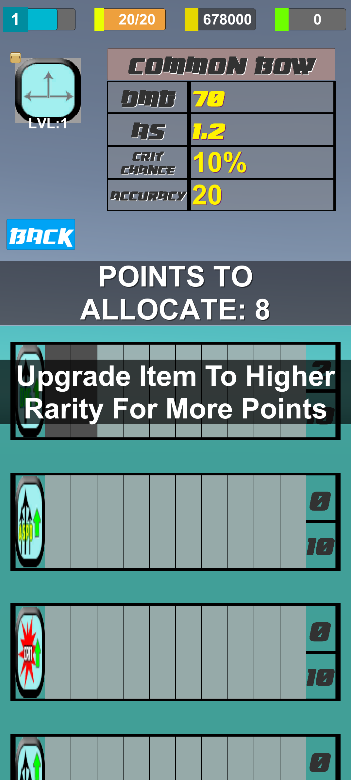 1
20/20
678000
0
COMMON BOW
LVL:1
DMG
70
AS
1.2
CRIT
CHANCE
10%
ACCURACY
20
BACK
POINTS TO
ALLOCATE: 8
Upgrade Item To Higher
Rarity For More Points
0
10
0
10
0